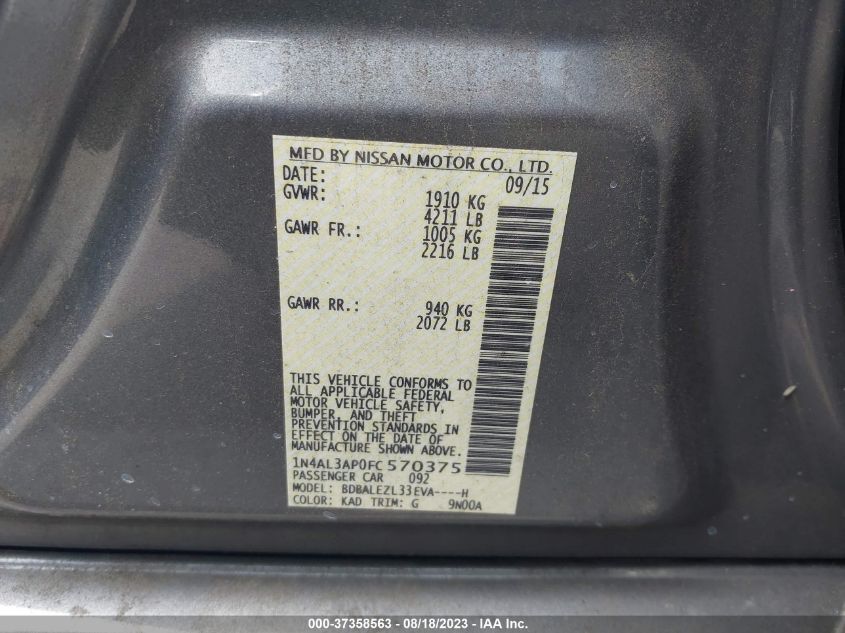 MFD BY NISSAN MOTOR CO., LTD.
DATE: 09/15
GVWR: 1910 KG
4211 LB
GAWR FR.: 1005 KG
2216 LB
GAWR RR.: 940 KG
2072 LB
THIS VEHICLE CONFORMS TO
ALL APPLICABLE FEDERAL
MOTOR VEHICLE SAFETY,
BUMPER, AND THEFT
PREVENTION STANDARDS IN
EFFECT ON THE DATE OF
MANUFACTURE SHOWN ABOVE.
1N4AL3AP0FC570375
PASSENGER CAR 092
MODEL: BDBALEZL33EVA----H
COLOR: KAD TRIM: G 9N00A
000-37358563 - 08/18/2023 - IAA Inc.